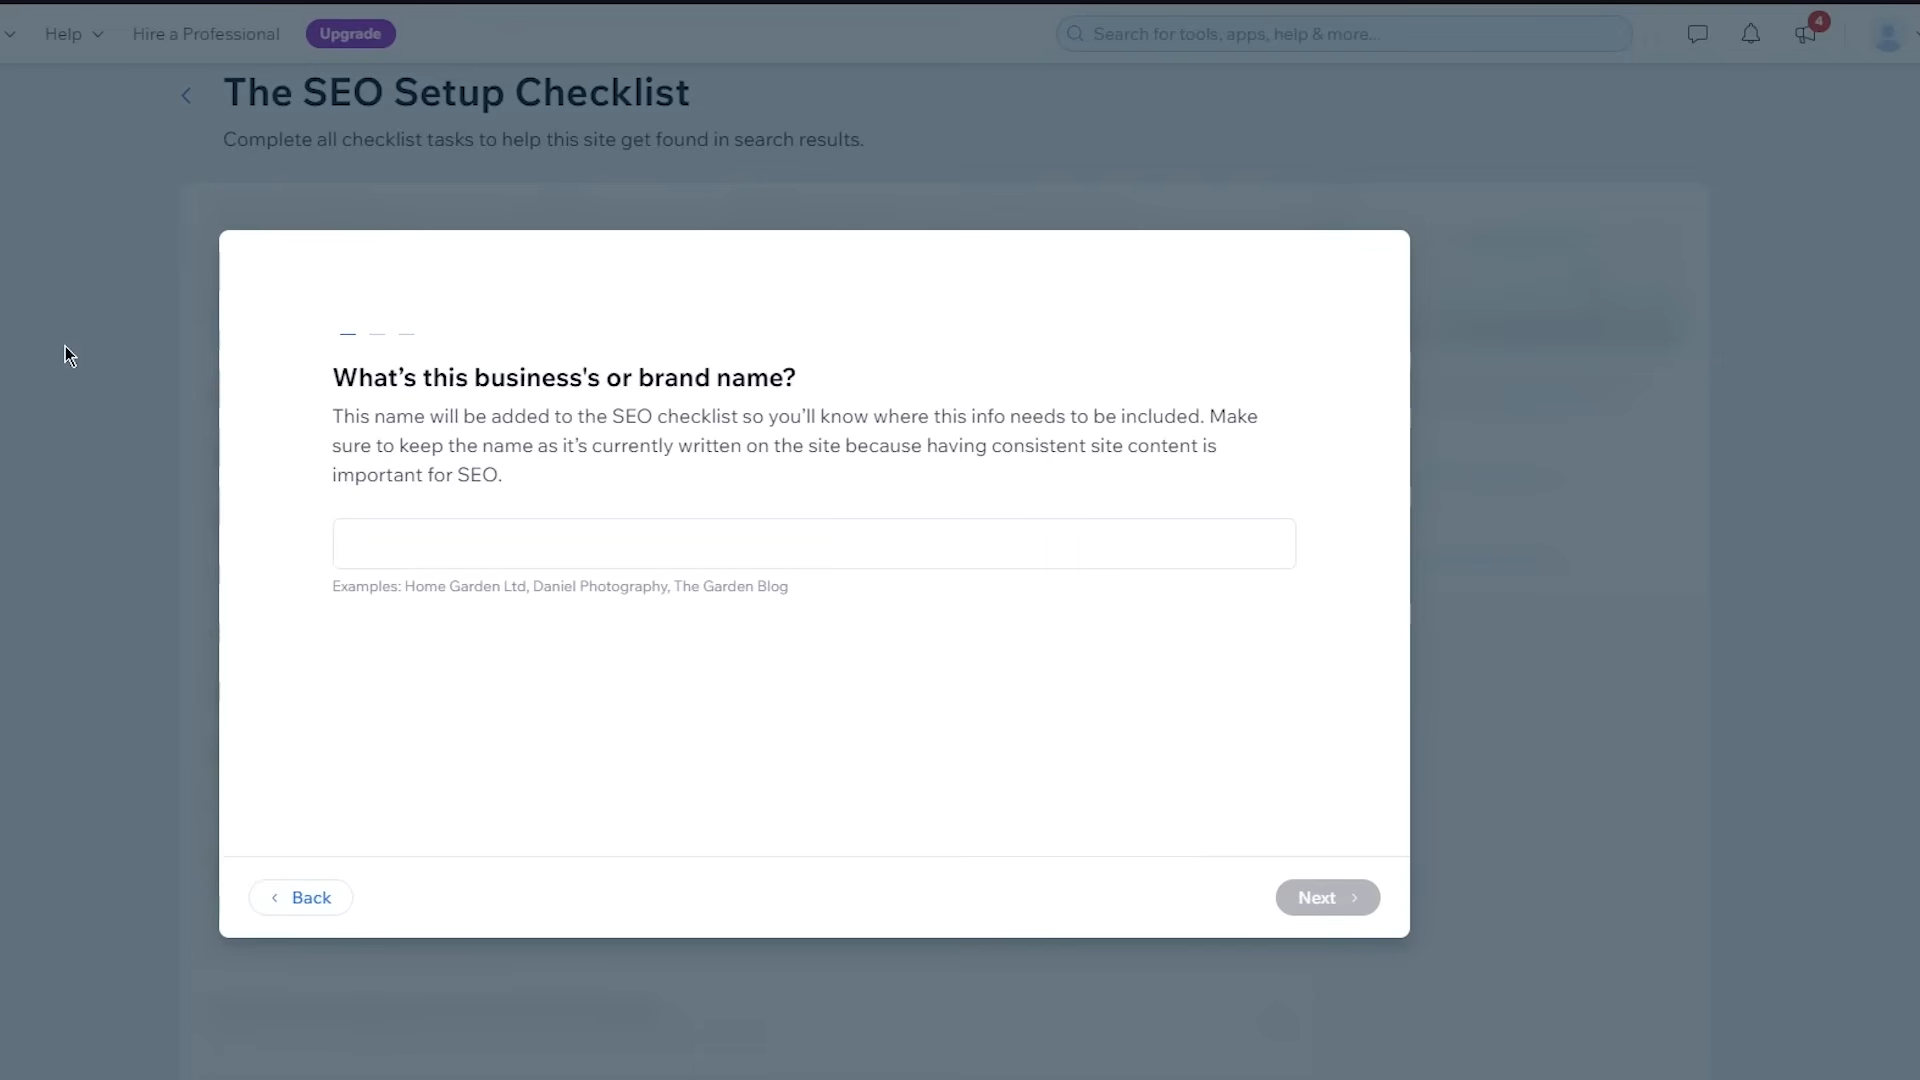 Help
Hire a Professional
Upgrade
Search for tools, apps, help & more...
4
The SEO Setup Checklist
Complete all checklist tasks to help this site get found in search results.
What’s this business's or brand name?
This name will be added to the SEO checklist so you’ll know where this info needs to be included. Make
sure to keep the name as it’s currently written on the site because having consistent site content is
important for SEO.
Examples: Home Garden Ltd, Daniel Photography, The Garden Blog
Back
Next